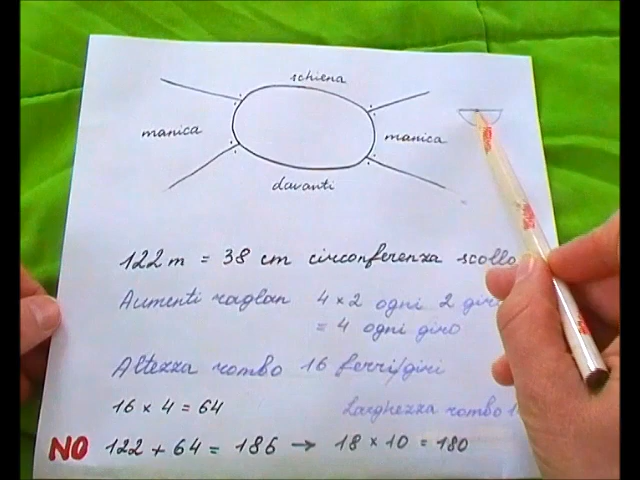 schiena
manica
manica
davanti
122 m = 38 cm circonferenza scollo
Aumenti raglan 4 × 2 ogni 2 giri
= 4 ogni giro
Altezza rombo 16 ferri/giri
16 × 4 = 64
Larghezza rombo
NO 122 + 64 = 186 → 18 × 10 = 180